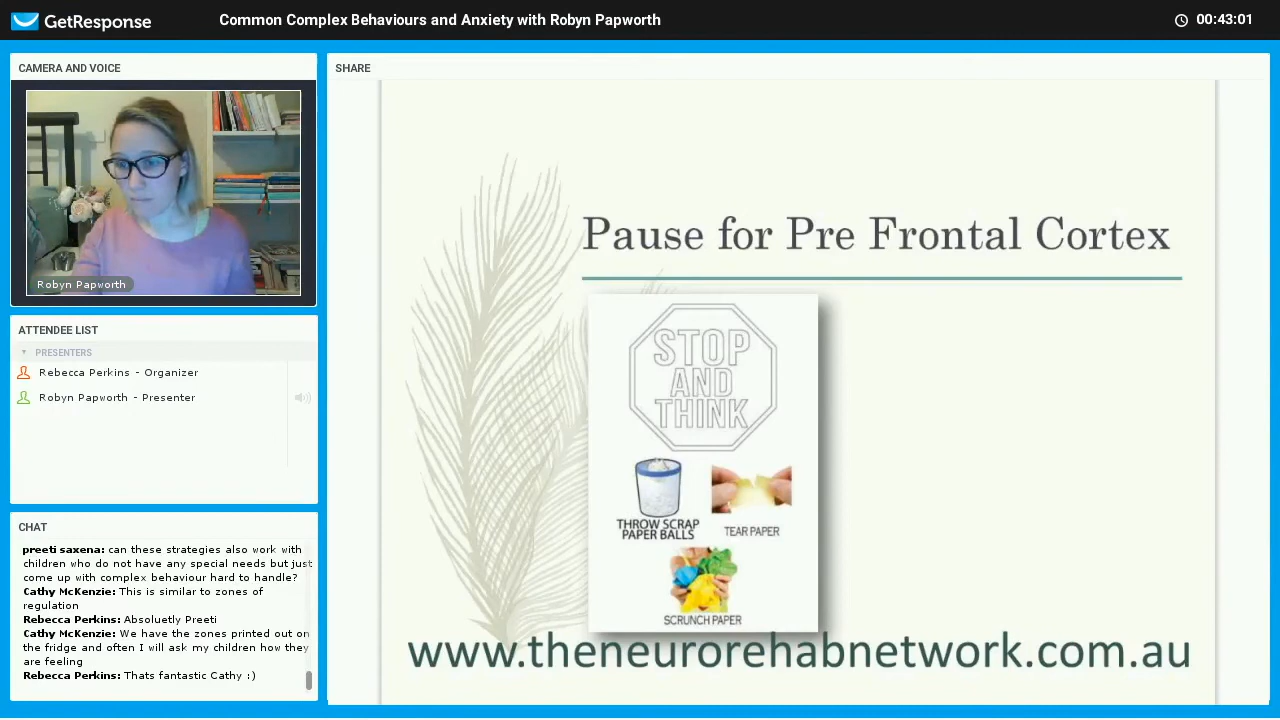 GetResponse
Common Complex Behaviours and Anxiety with Robyn Papworth
00:43:01
CAMERA AND VOICE
Robyn Papworth
ATTENDEE LIST
PRESENTERS
Rebecca Perkins - Organizer
Robyn Papworth - Presenter
CHAT
preeti saxena: can these strategies also work with
children who do not have any special needs but just
come up with complex behaviour hard to handle?
Cathy McKenzie: This is similar to zones of
regulation
Rebecca Perkins: Absoluetly Preeti
Cathy McKenzie: We have the zones printed out on
the fridge and often I will ask my children how they
are feeling
Rebecca Perkins: Thats fantastic Cathy :)
SHARE
Pause for Pre Frontal Cortex
STOP
AND
THINK
THROW SCRAP
PAPER BALLS
TEAR PAPER
SCRUNCH PAPER
www.theneurorehabnetwork.com.au